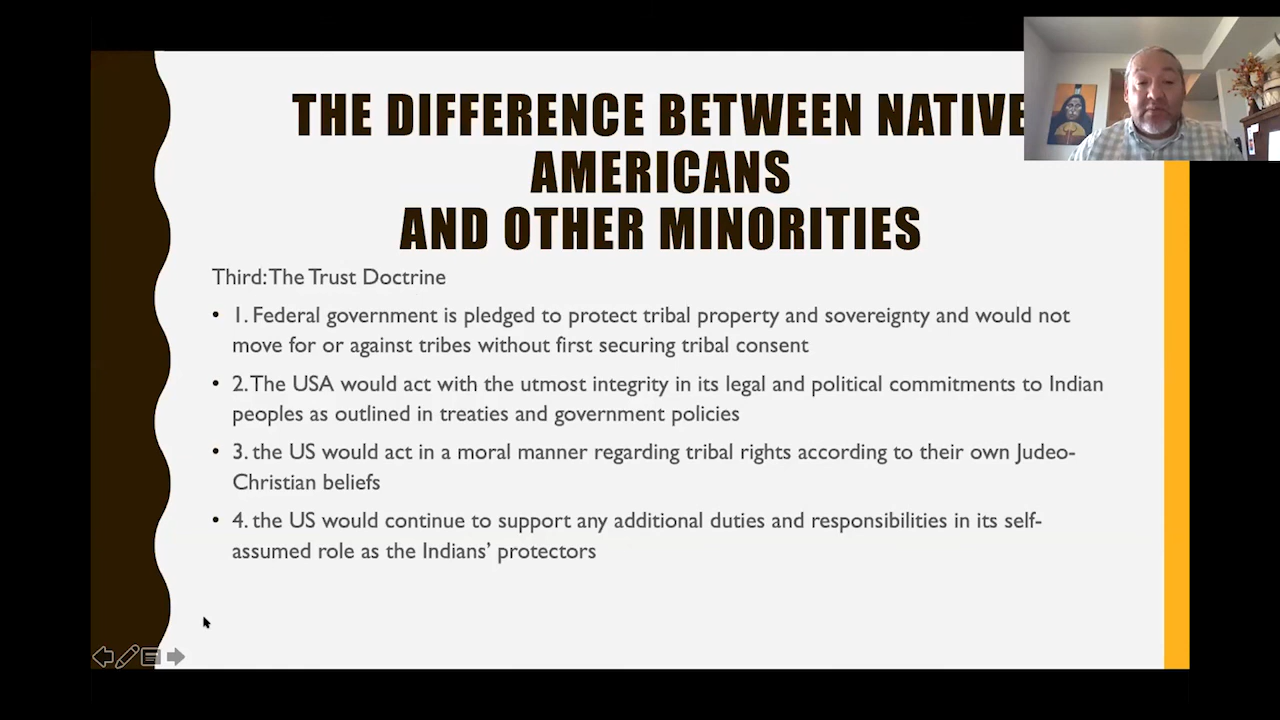 THE DIFFERENCE BETWEEN NATIVE
AMERICANS
AND OTHER MINORITIES
Third: The Trust Doctrine
• 1. Federal government is pledged to protect tribal property and sovereignty and would not
move for or against tribes without first securing tribal consent
• 2. The USA would act with the utmost integrity in its legal and political commitments to Indian
peoples as outlined in treaties and government policies
• 3. the US would act in a moral manner regarding tribal rights according to their own Judeo-
Christian beliefs
• 4. the US would continue to support any additional duties and responsibilities in its self-
assumed role as the Indians’ protectors